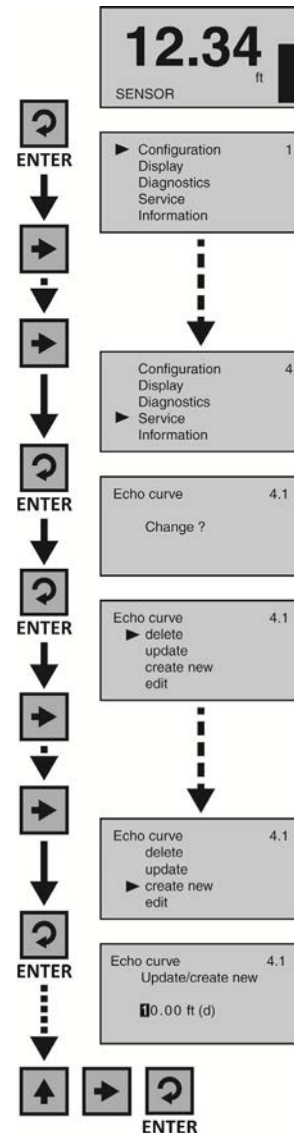 12.34
ft
SENSOR
ENTER
Configuration 1
Display
Diagnostics
Service
Information
Configuration 4
Display
Diagnostics
Service
Information
ENTER
Echo curve 4.1
Change ?
ENTER
Echo curve 4.1
delete
update
create new
edit
Echo curve 4.1
delete
update
create new
edit
ENTER
Echo curve 4.1
Update/create new
10.00 ft (d)
ENTER